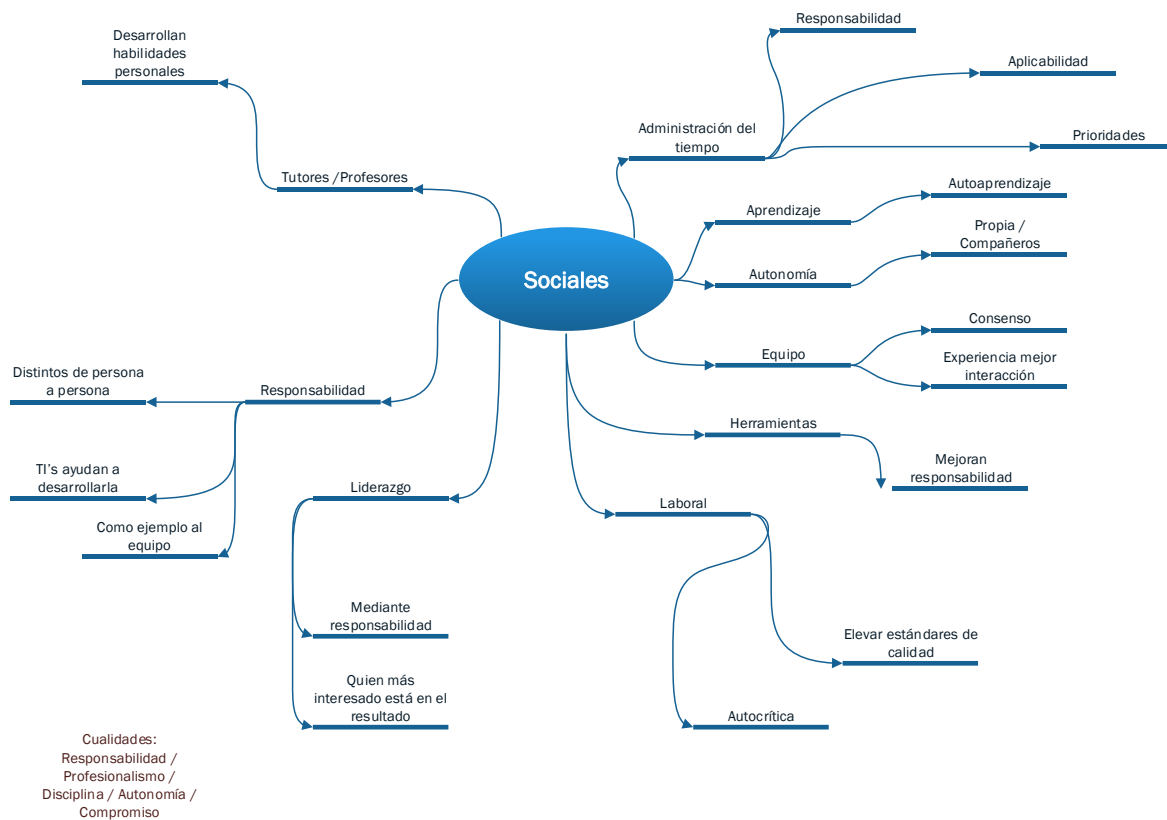 Responsabilidad
Desarrollan
habilidades
personales
Aplicabilidad
Administración del
tiempo
Prioridades
Tutores /Profesores
Autoaprendizaje
Aprendizaje
Propia /
Compañeros
Sociales
Autonomía
Consenso
Equipo
Experiencia mejor
interacción
Distintos de persona
a persona
Responsabilidad
Herramientas
Mejoran
responsabilidad
TI's ayudan a
desarrollarla
Liderazgo
Laboral
Como ejemplo al
equipo
Mediante
responsabilidad
Elevar estándares de
calidad
Quien más
interesado está en el
resultado
Autocrítica
Cualidades:
Responsabilidad /
Profesionalismo /
Disciplina / Autonomía /
Compromiso